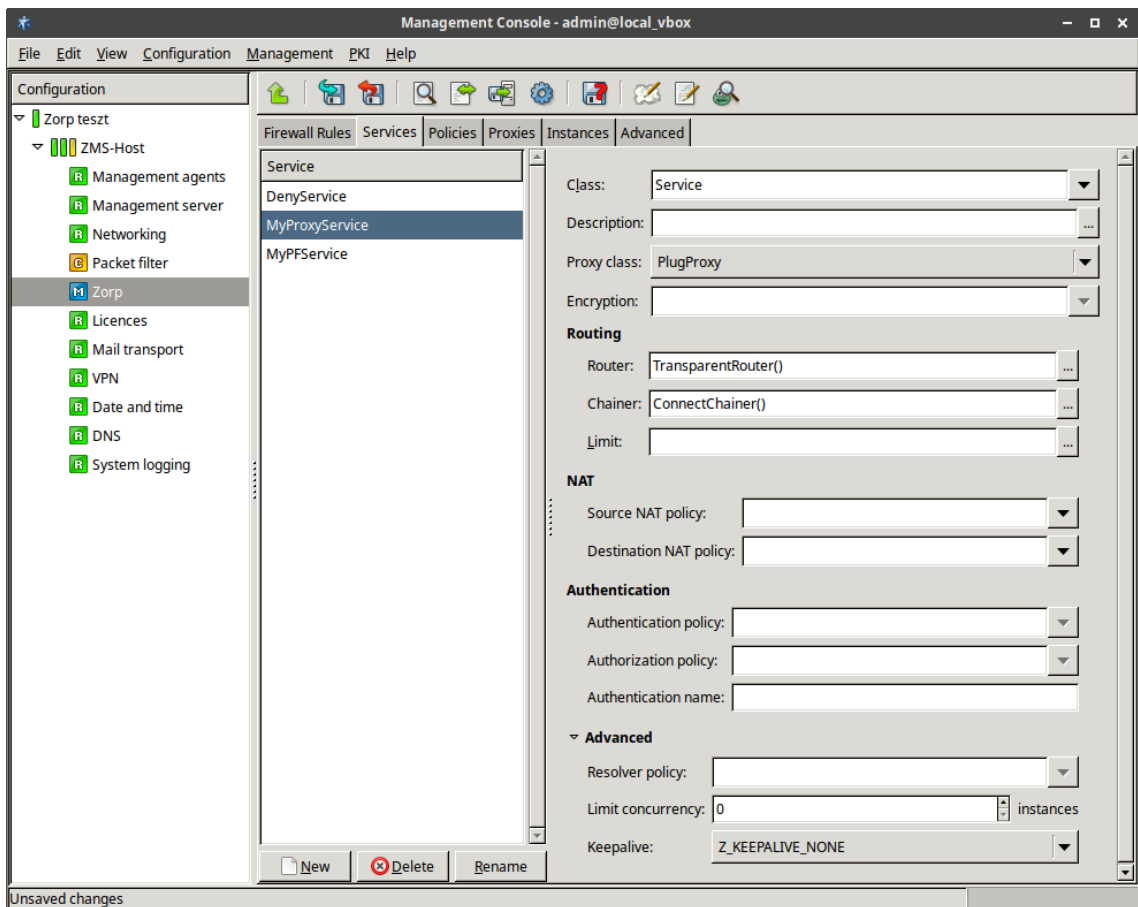 Management Console - admin@local_vbox
File Edit View Configuration Management PKI Help
Configuration
Zorp teszt
ZMS-Host
R Management agents
R Management server
R Networking
C Packet filter
M Zorp
R Licences
R Mail transport
R VPN
R Date and time
R DNS
R System logging
Firewall Rules Services Policies Proxies Instances Advanced
Service
DenyService
MyProxyService
MyPFService
New Delete Rename
Class: Service
Description: ...
Proxy class: PlugProxy
Encryption:
Routing
Router: TransparentRouter() ...
Chainer: ConnectChainer() ...
Limit: ...
NAT
Source NAT policy:
Destination NAT policy:
Authentication
Authentication policy:
Authorization policy:
Authentication name:
Advanced
Resolver policy:
Limit concurrency: 0 instances
Keepalive: Z_KEEPALIVE_NONE
Unsaved changes